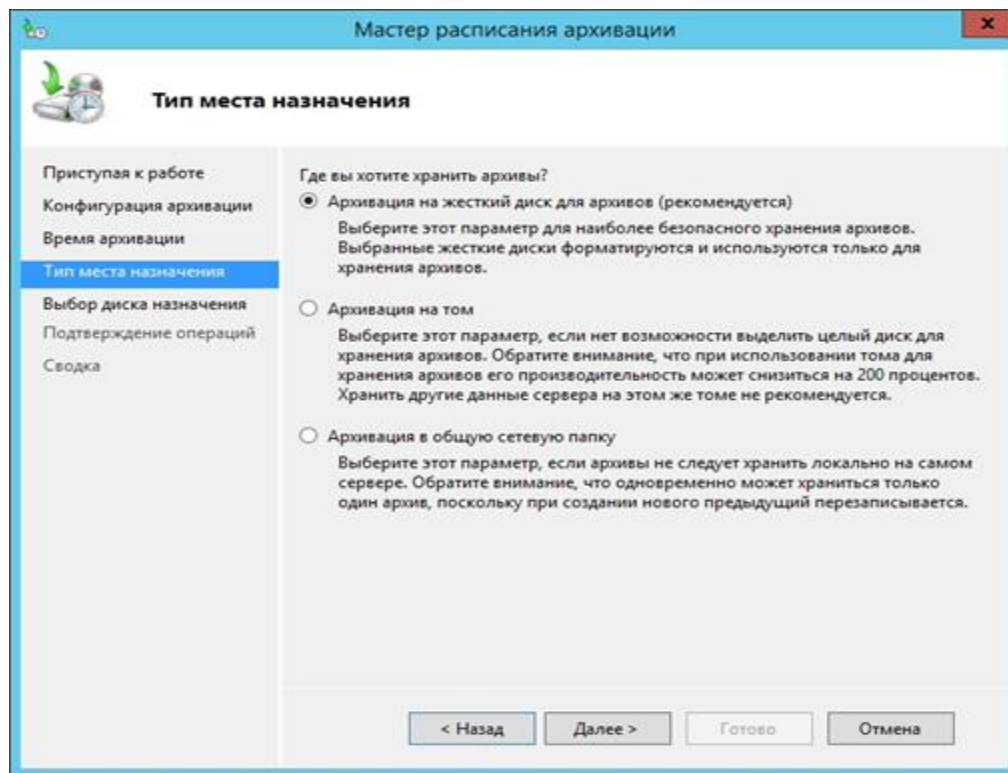 Мастер расписания архивации
Тип места назначения
Приступая к работе
Конфигурация архивации
Время архивации
Тип места назначения
Выбор диска назначения
Подтверждение операций
Сводка
Где вы хотите хранить архивы?
Архивация на жесткий диск для архивов (рекомендуется)
Выберите этот параметр для наиболее безопасного хранения архивов.
Выбранные жесткие диски форматируются и используются только для
хранения архивов.
Архивация на том
Выберите этот параметр, если нет возможности выделить целый диск для
хранения архивов. Обратите внимание, что при использовании тома для
хранения архивов его производительность может снизиться на 200 процентов.
Хранить другие данные сервера на этом же томе не рекомендуется.
Архивация в общую сетевую папку
Выберите этот параметр, если архивы не следует хранить локально на самом
сервере. Обратите внимание, что одновременно может храниться только
один архив, поскольку при создании нового предыдущий перезаписывается.
< Назад
Далее >
Готово
Отмена